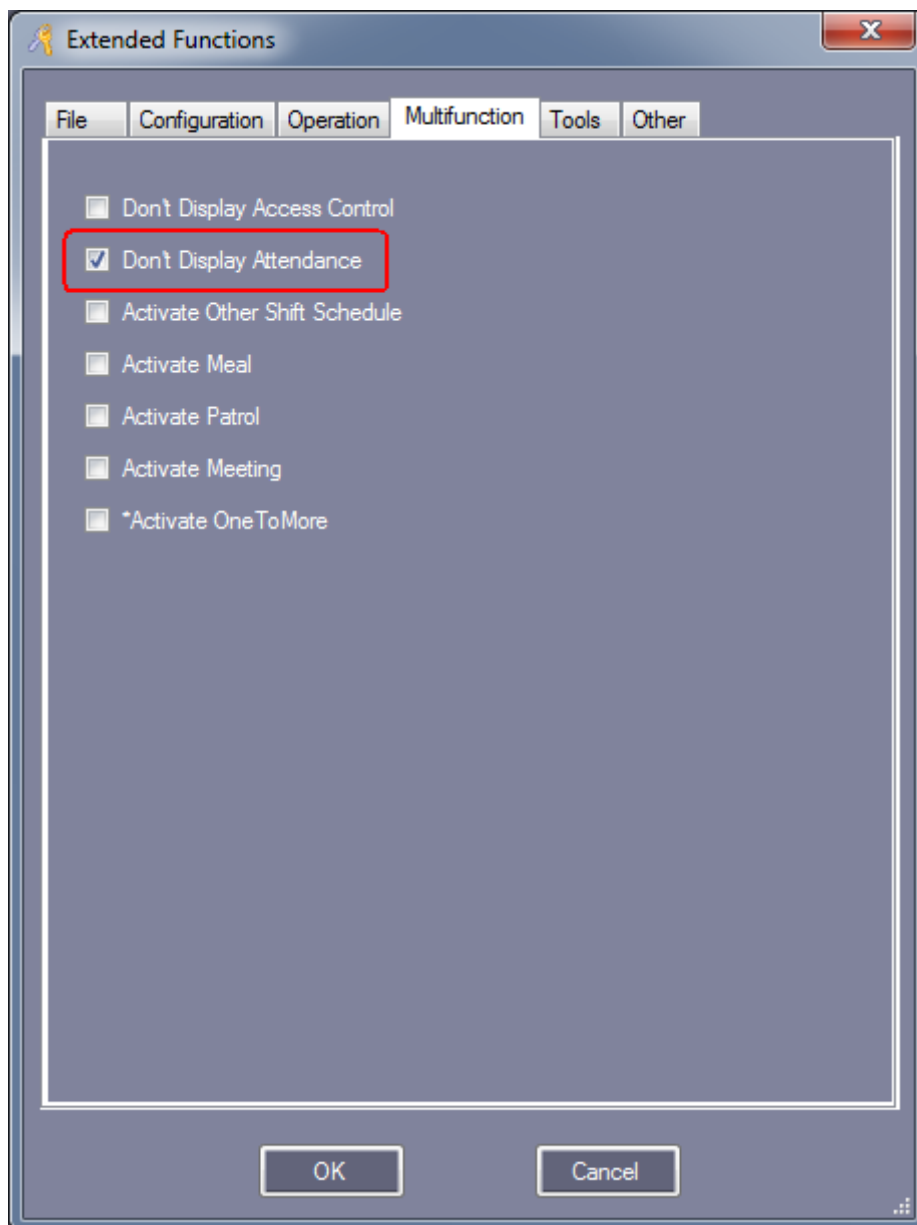 Extended Functions
File Configuration Operation Multifunction Tools Other
Don't Display Access Control
Don't Display Attendance
Activate Other Shift Schedule
Activate Meal
Activate Patrol
Activate Meeting
*Activate OneToMore
OK Cancel